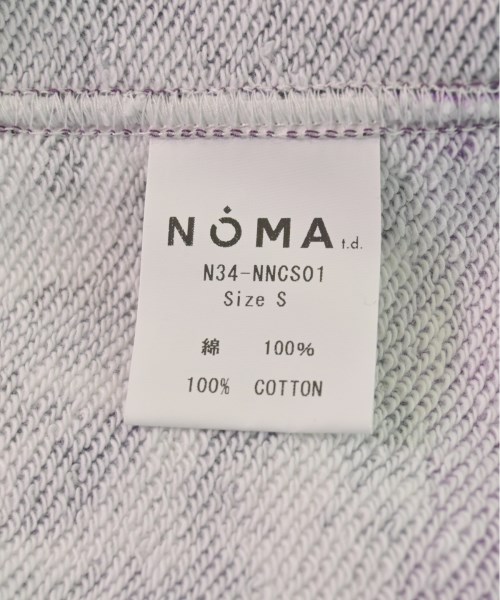 NOMA t.d.
N34-NNCS01
Size S
綿 100%
100% COTTON